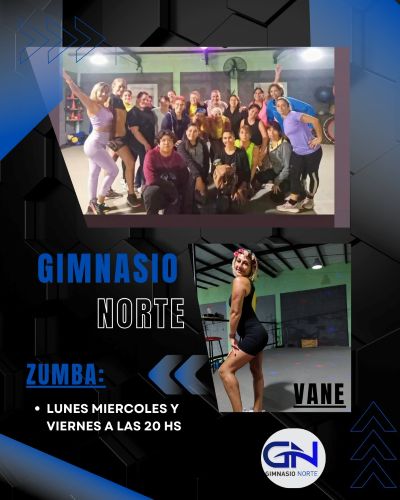 GIMNASIO
NORTE
ZUMBA:
• LUNES MIERCOLES Y
VIERNES A LAS 20 HS
VANE
GN
GIMNASIO NORTE